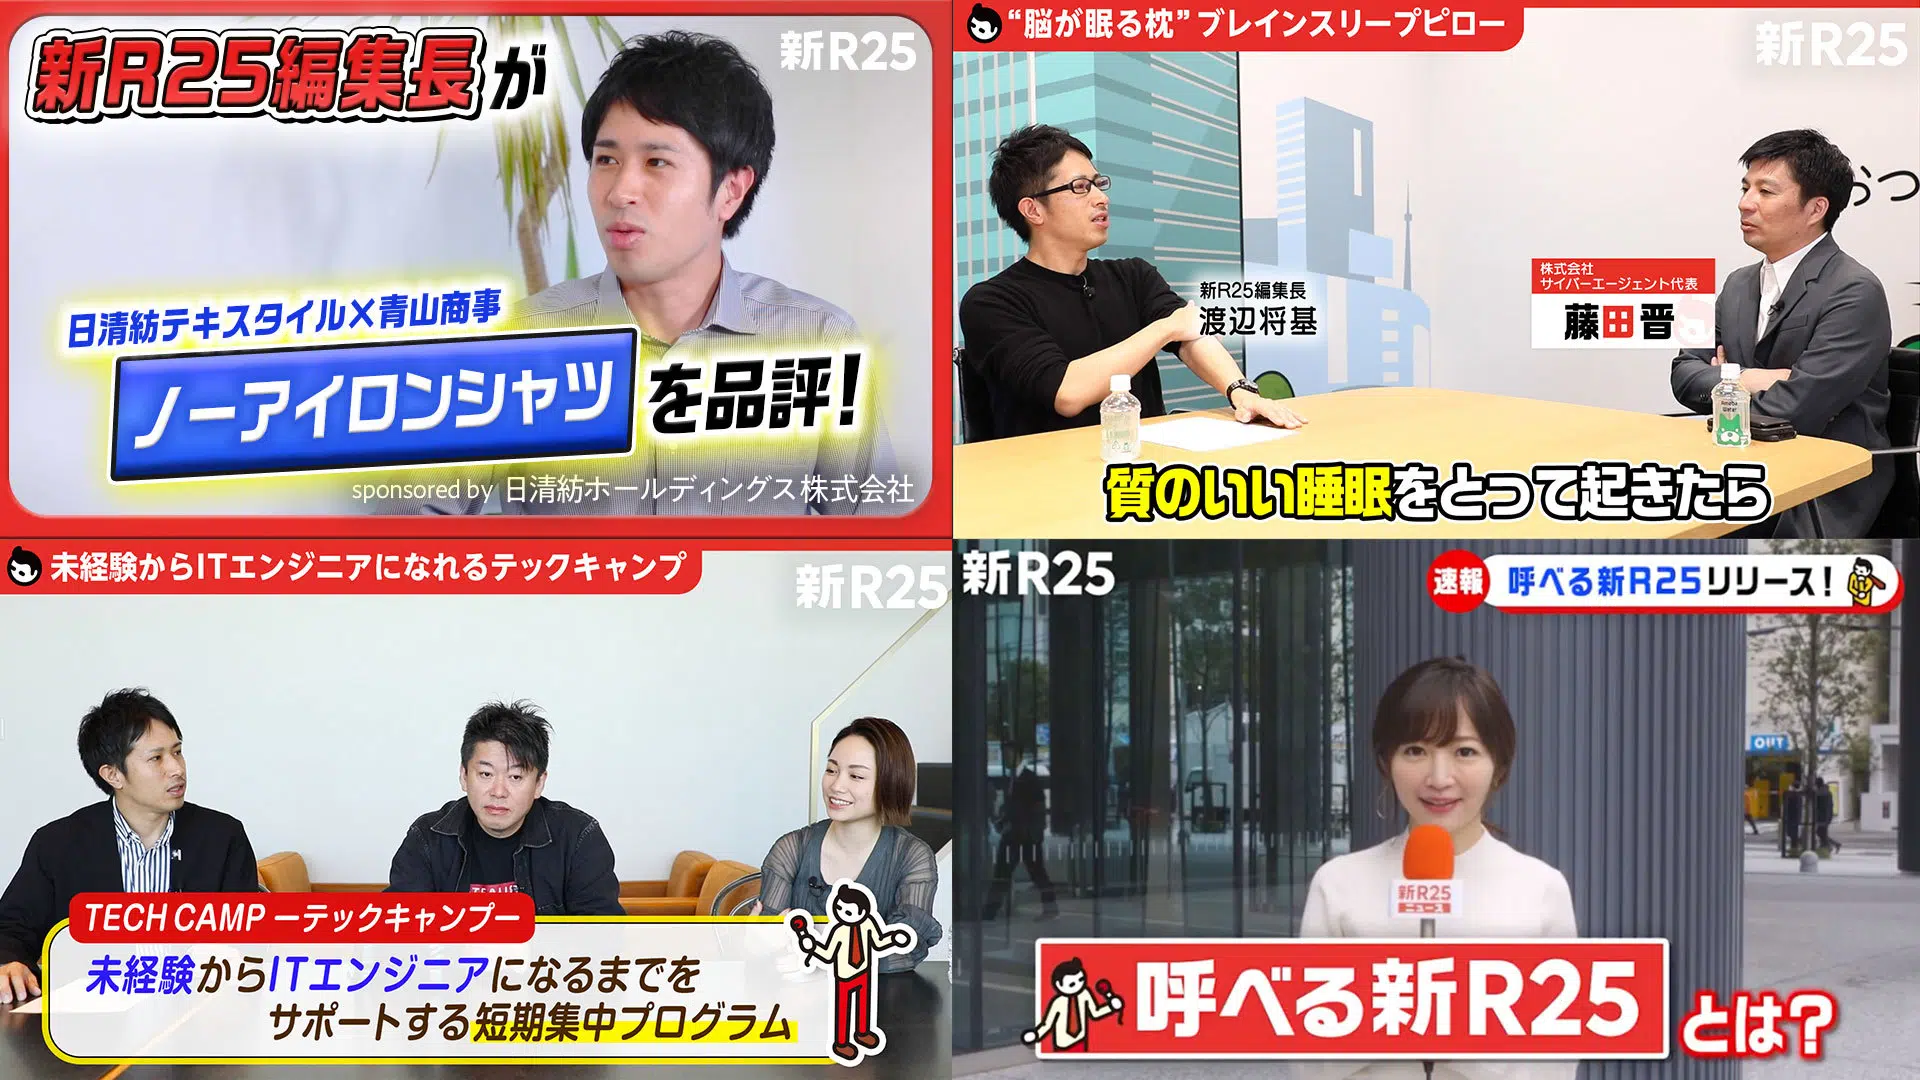 新R25編集長が
新R25
日清紡テキスタイル×青山商事
ノーアイロンシャツを品評!
sponsored by 日清紡ホールディングス株式会社
“脳が眠る枕”ブレインスリープピロー
新R25
おつ
新R25編集長
渡辺将基
株式会社
サイバーエージェント代表
藤田晋
Ameba
Water
質のいい睡眠をとって起きたら
未経験からITエンジニアになれるテックキャンプ
新R25
TECH CAMP ーテックキャンプー
未経験からITエンジニアになるまでを
サポートする短期集中プログラム
新R25
速報 呼べる新R25リリース!
OUT
新R25
ニュース
呼べる新R25とは?